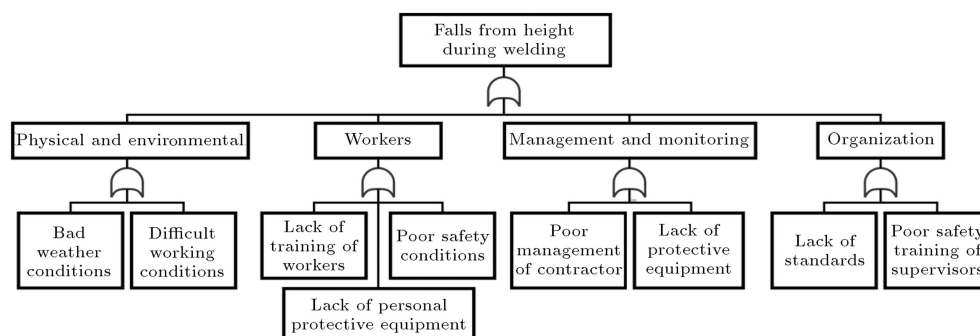 Falls from height
during welding
Physical and environmental
Workers
Management and monitoring
Organization
Bad
weather
conditions
Difficult
working
conditions
Lack of
training of
workers
Poor safety
conditions
Lack of personal
protective equipment
Poor
management
of contractor
Lack of
protective
equipment
Lack of
standards
Poor safety
training of
supervisors